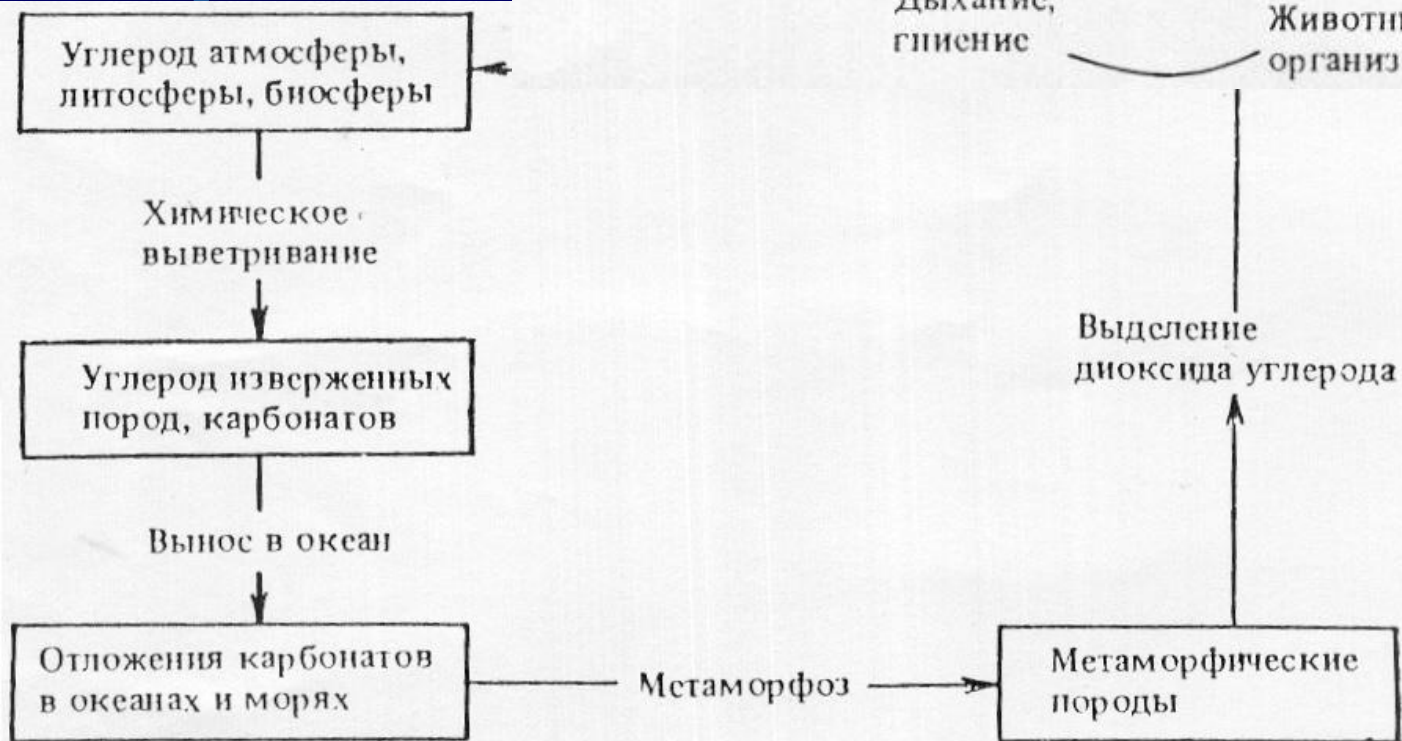 Углерод атмосферы,
литосферы, биосферы
Дыхание,
гниение
Химическое
выветривание
Углерод изверженных
пород, карбонатов
Вынос в океан
Отложения карбонатов
в океанах и морях
Метаморфоз
Метаморфические
породы
Выделение
диоксида углерода